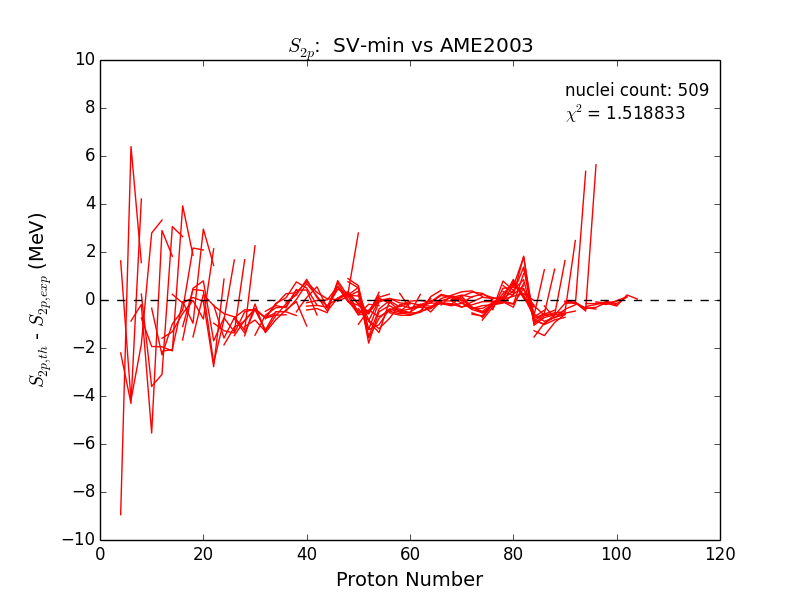 S2p: SV-min vs AME2003
nuclei count: 509
χ² = 1.518833
10
8
6
4
2
0
−2
−4
−6
−8
−10
S2p,th - S2p,exp (MeV)
0 20 40 60 80 100 120
Proton Number